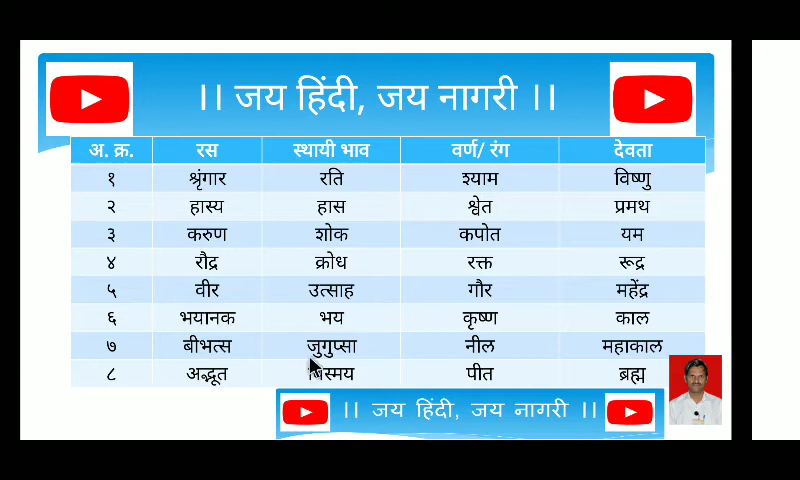 ।। जय हिंदी, जय नागरी ।।
अ. क्र. रस स्थायी भाव वर्ण/ रंग देवता
१ श्रृंगार रति श्याम विष्णु
२ हास्य हास श्वेत प्रमथ
३ करुण शोक कपोत यम
४ रौद्र क्रोध रक्त रूद्र
५ वीर उत्साह गौर महेंद्र
६ भयानक भय कृष्ण काल
७ बीभत्स जुगुप्सा नील महाकाल
८ अद्भूत विस्मय पीत ब्रह्म
।। जय हिंदी, जय नागरी ।।